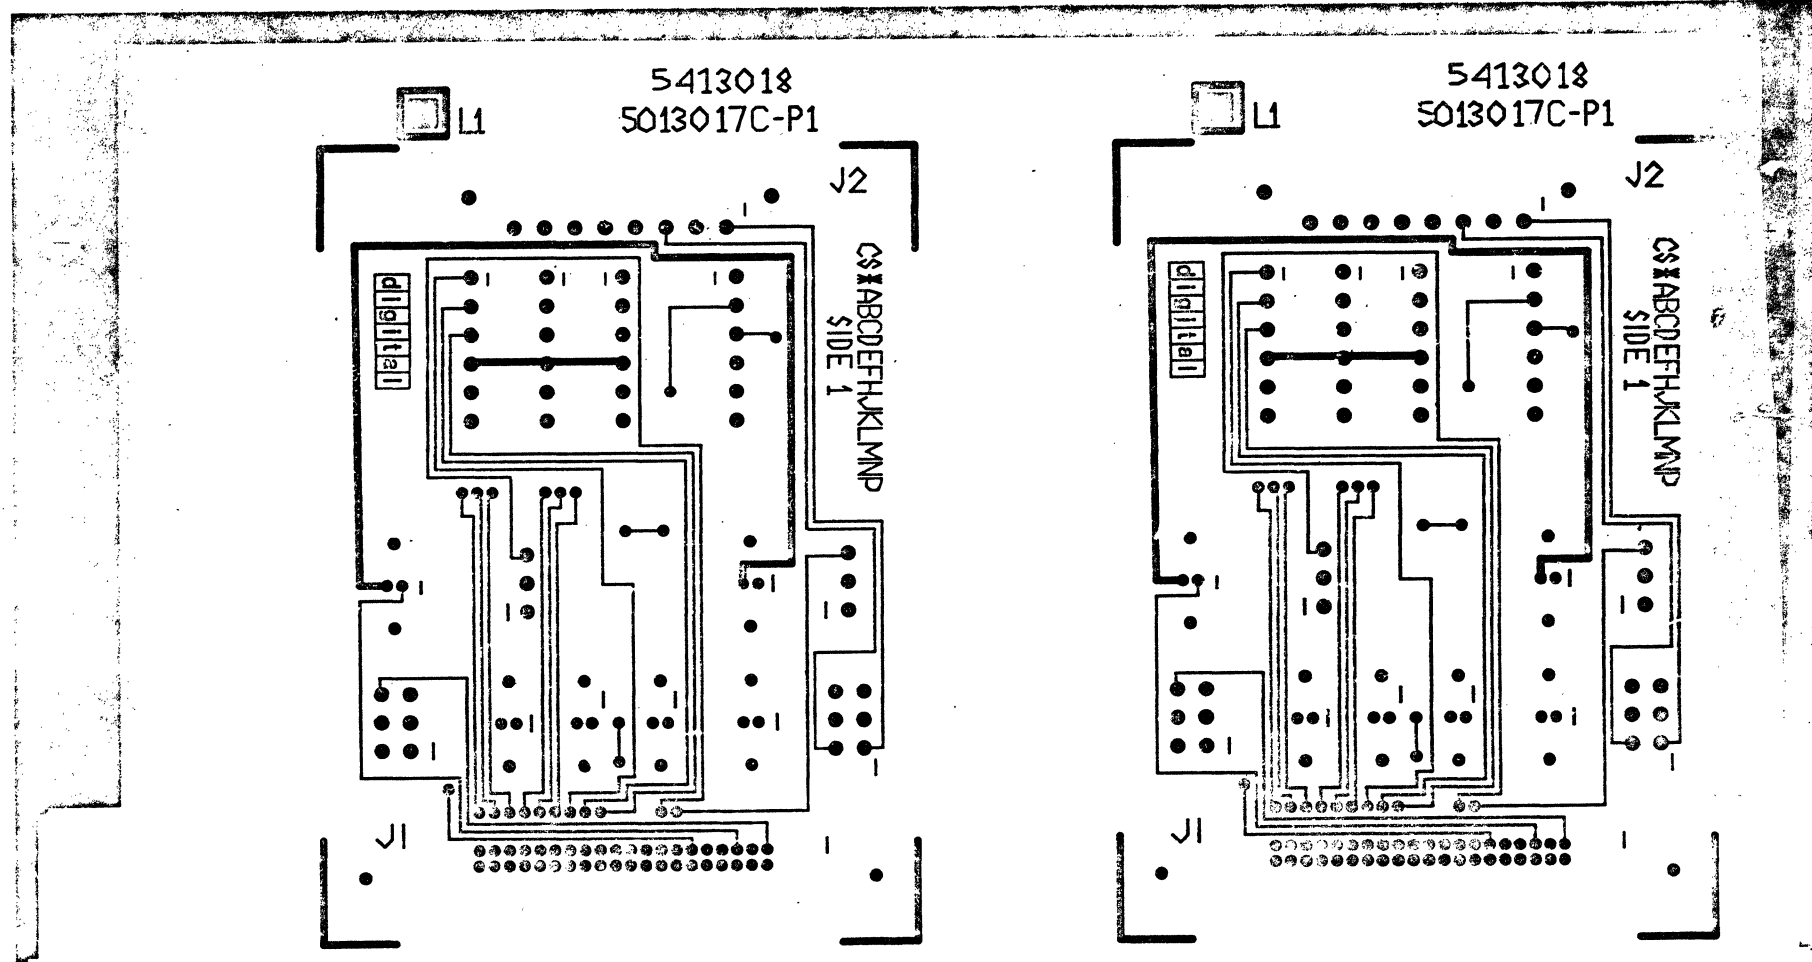 5413018
5013017C-P1
L1
J2
CS*ABCDEFHJKLMNP
SIDE 1
digital
J1
5413018
5013017C-P1
L1
J2
CS*ABCDEFHJKLMNP
SIDE 1
digital
J1